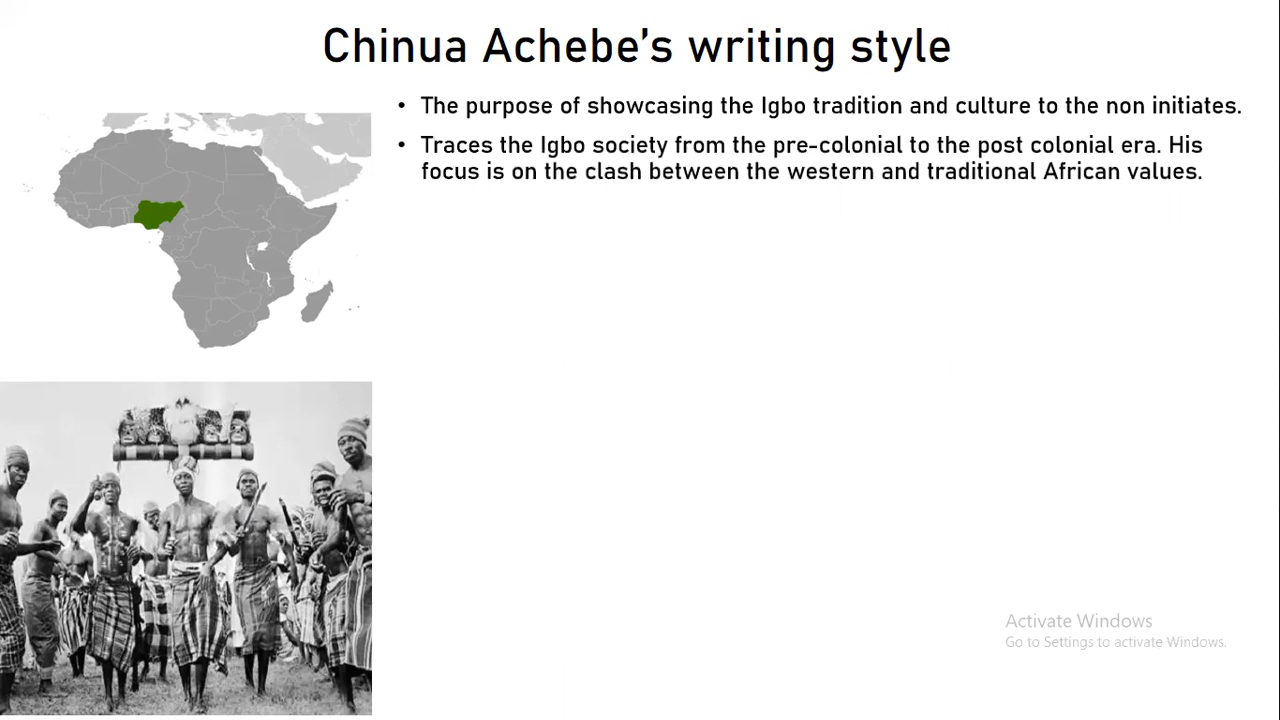 Chinua Achebe’s writing style
• The purpose of showcasing the Igbo tradition and culture to the non initiates.
• Traces the Igbo society from the pre-colonial to the post colonial era. His
focus is on the clash between the western and traditional African values.
Activate Windows
Go to Settings to activate Windows.